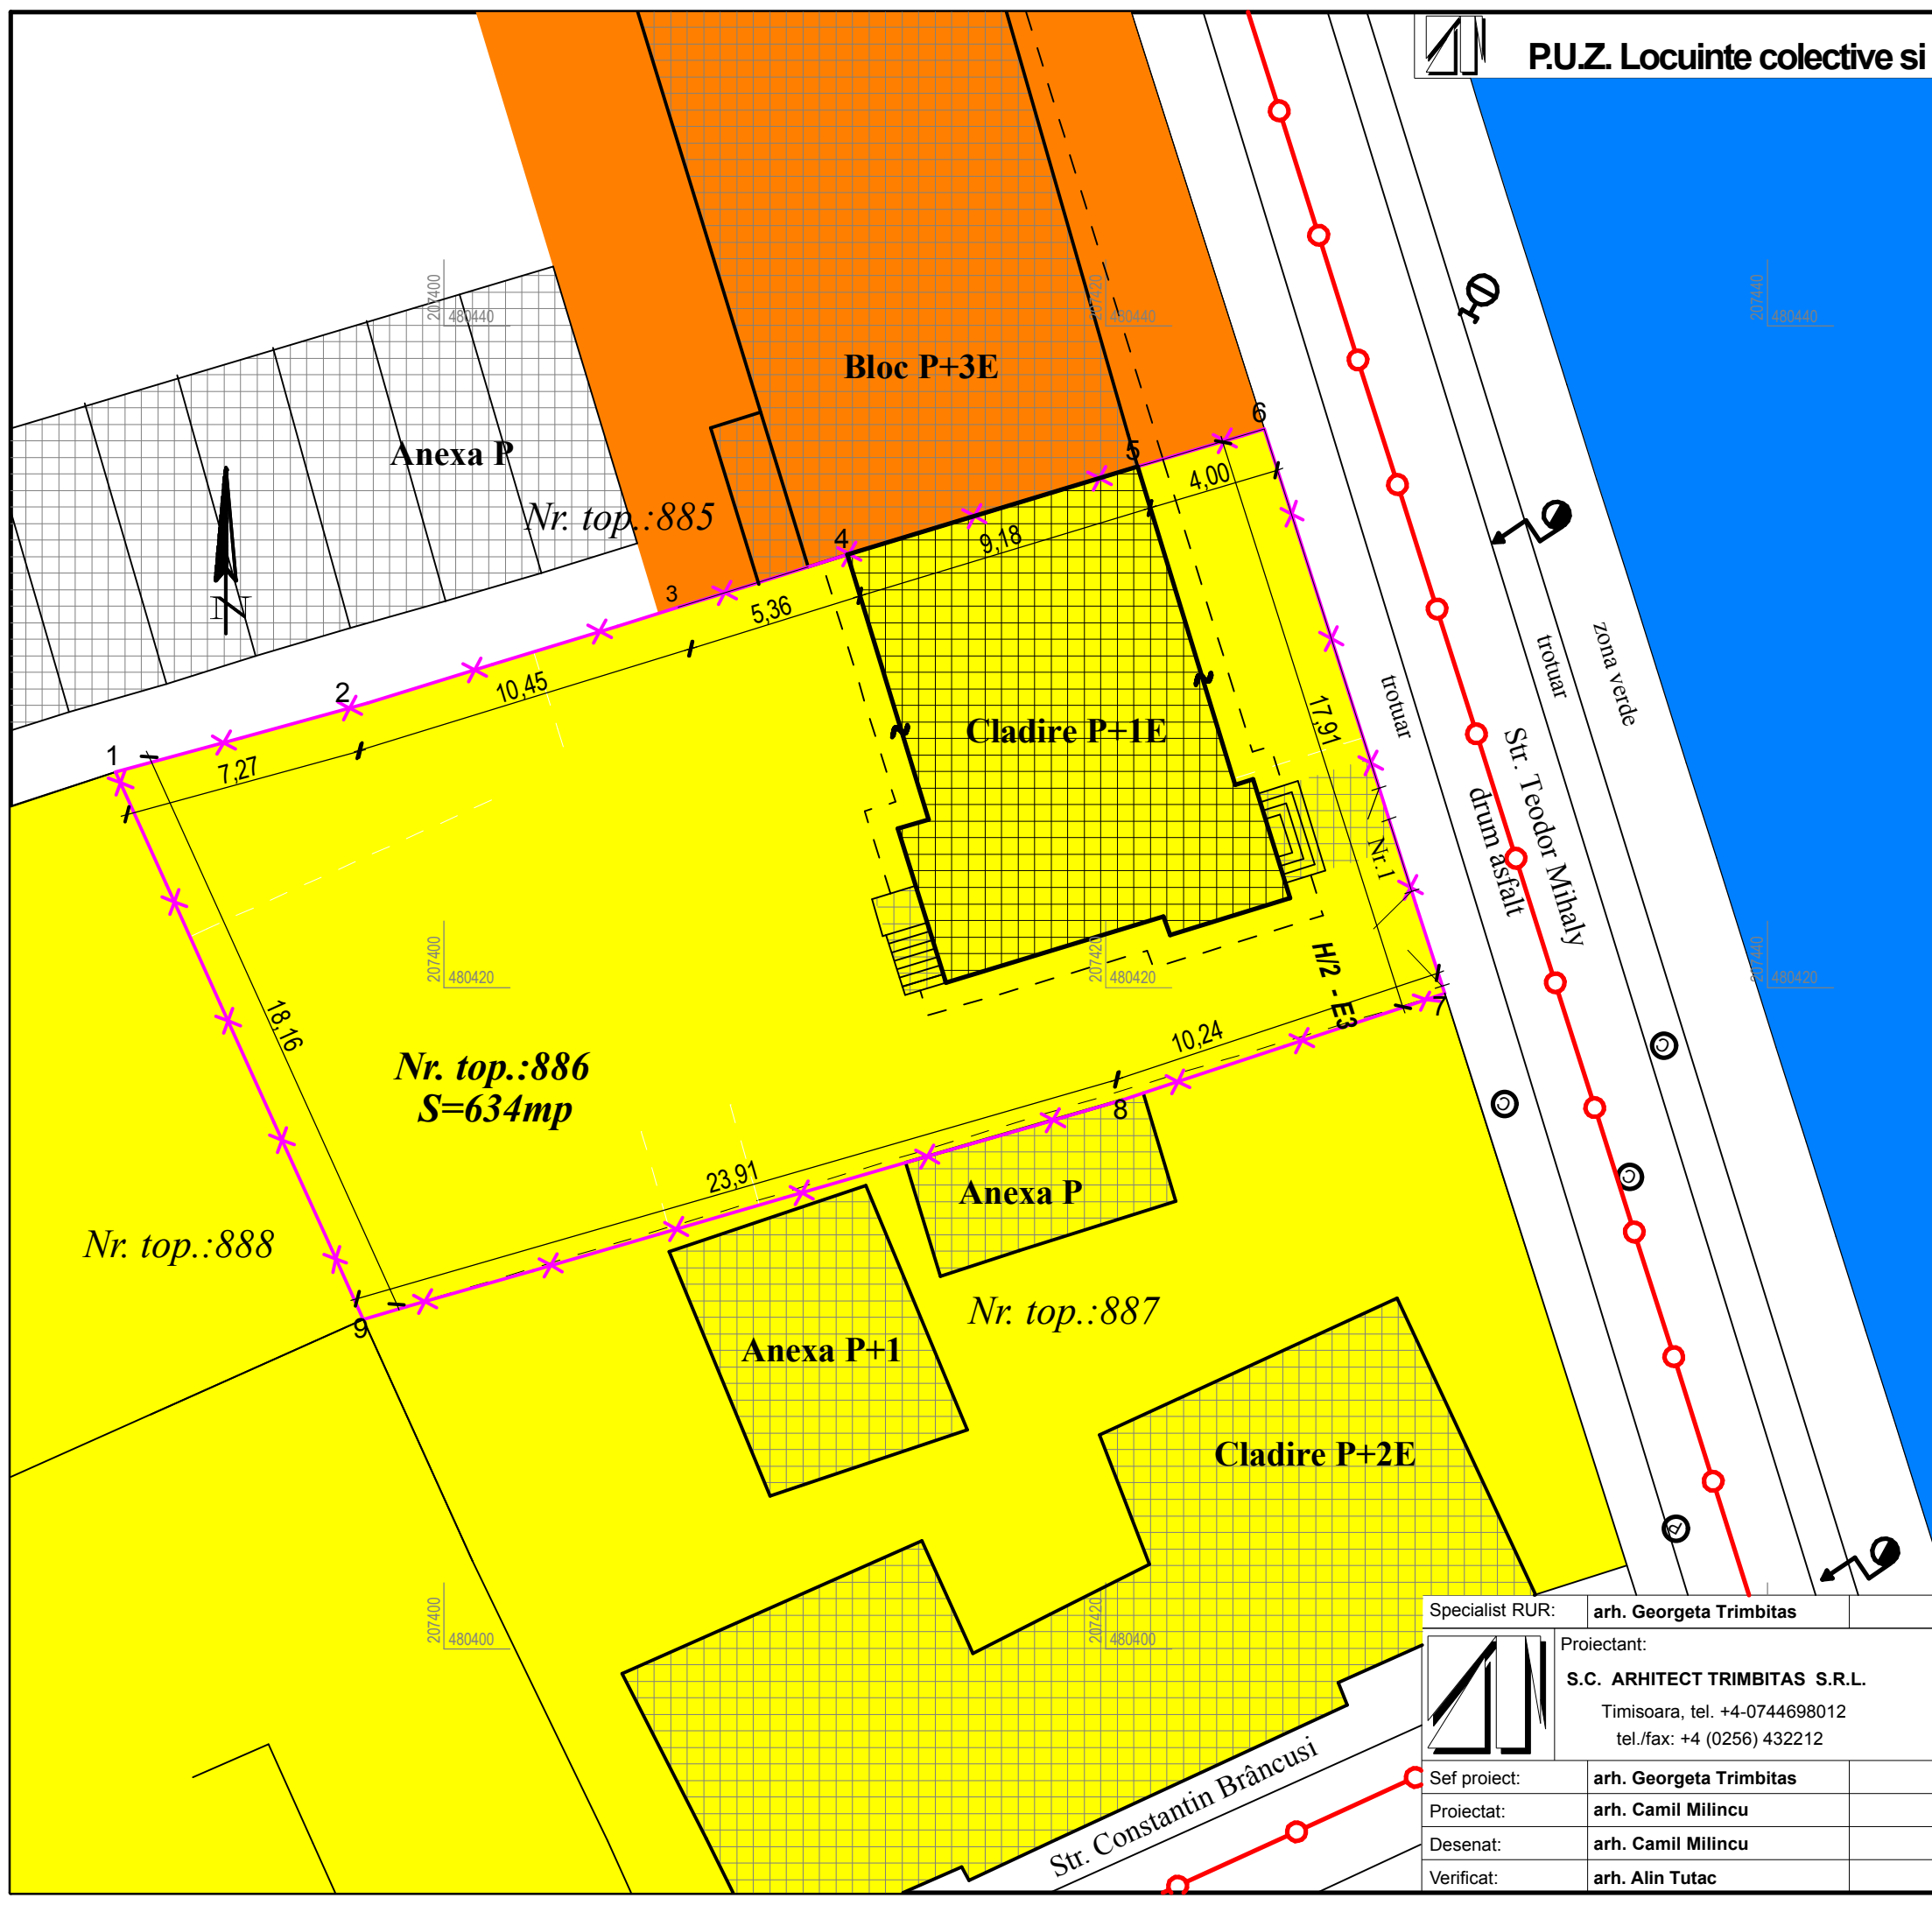 P.U.Z. Locuinte colective si
207400
480440
207420
480440
207440
480440
Bloc P+3E
Anexa P
Nr. top.:885
N
6
5
4,00
4
9,18
3
5,36
2
10,45
1
7,27
Cladire P+1E
17,91
trotuar
trotuar
zona verde
Str. Teodor Mihaly
drum asfalt
Nr.1
207400
480420
207420
480420
207440
480420
H/2 - E3
7
18,16
10,24
Nr. top.:886
S=634mp
8
23,91
Anexa P
C
C
C
Nr. top.:888
9
Nr. top.:887
Anexa P+1
Cladire P+2E
P
207400
480400
207420
480400
Str. Constantin Brâncusi
Specialist RUR:
arh. Georgeta Trimbitas
Proiectant:
S.C. ARHITECT TRIMBITAS S.R.L.
Timisoara, tel. +4-0744698012
tel./fax: +4 (0256) 432212
Sef proiect:
arh. Georgeta Trimbitas
Proiectat:
arh. Camil Milincu
Desenat:
arh. Camil Milincu
Verificat:
arh. Alin Tutac